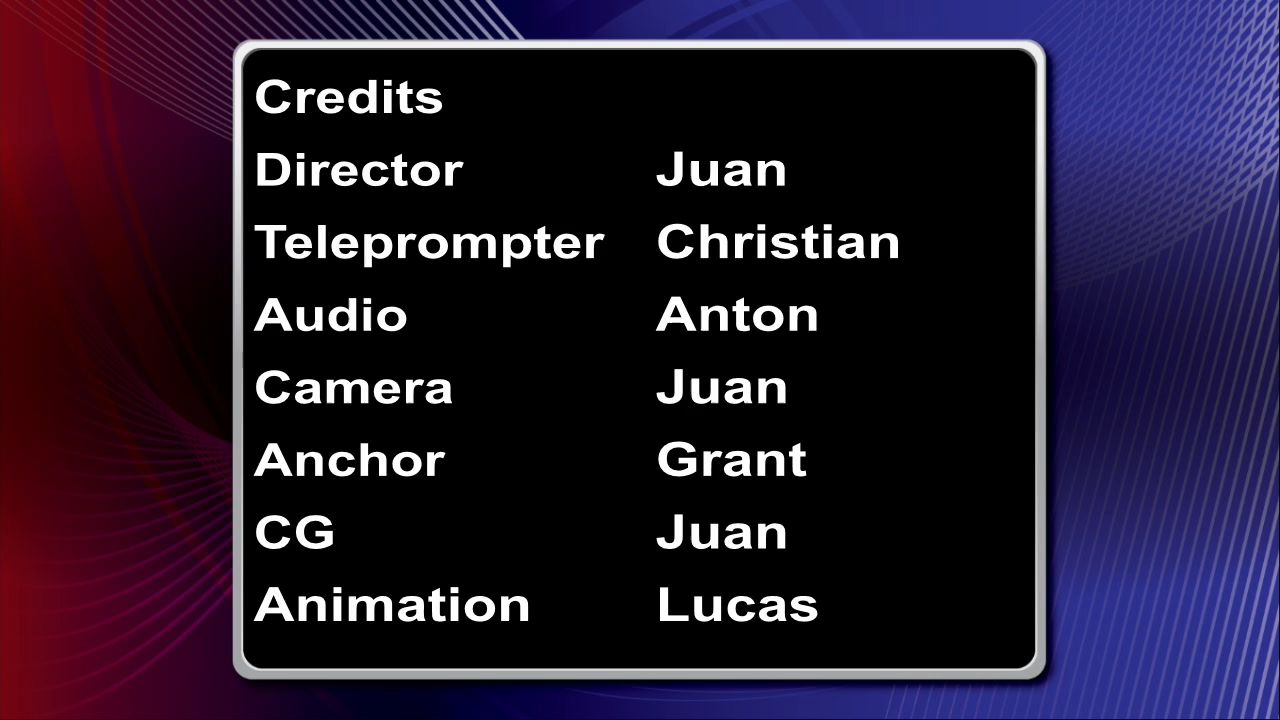 Credits
Director Juan
Teleprompter Christian
Audio Anton
Camera Juan
Anchor Grant
CG Juan
Animation Lucas